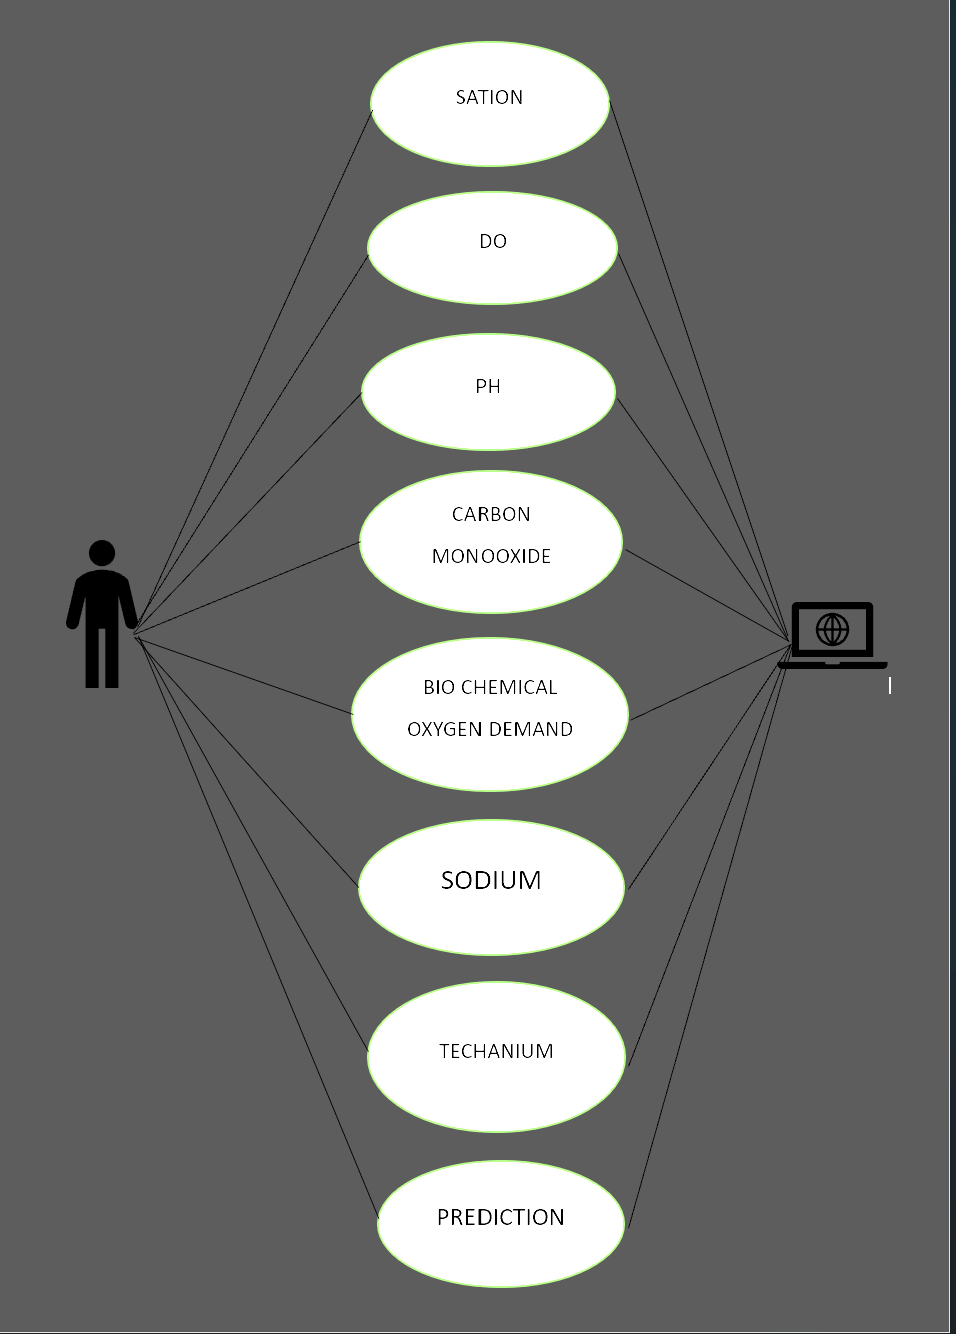 SATION
DO
PH
CARBON
MONOOXIDE
BIO CHEMICAL
OXYGEN DEMAND
SODIUM
TECHANIUM
PREDICTION